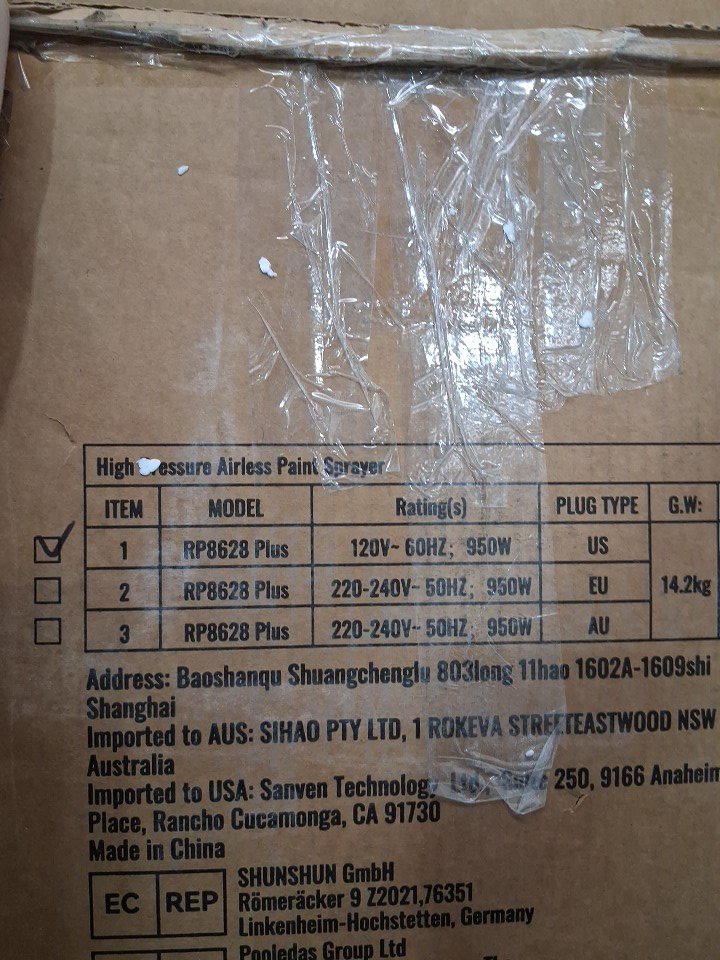 High Pressure Airless Paint Sprayer
ITEM MODEL Rating(s) PLUG TYPE G.W:
1 RP8628 Plus 120V~ 60HZ; 950W US
2 RP8628 Plus 220-240V~ 50HZ; 950W EU 14.2kg
3 RP8628 Plus 220-240V~ 50HZ; 950W AU
Address: Baoshanqu Shuangchenglu 803long 11hao 1602A-1609shi
Shanghai
Imported to AUS: SIHAO PTY LTD, 1 ROKEVA STREETEASTWOOD NSW
Australia
Imported to USA: Sanven Technology Ltd., Suite 250, 9166 Anaheim
Place, Rancho Cucamonga, CA 91730
Made in China
EC REP SHUNSHUN GmbH
Römeräcker 9 Z2021,76351
Linkenheim-Hochstetten, Germany
Pooledas Group Ltd